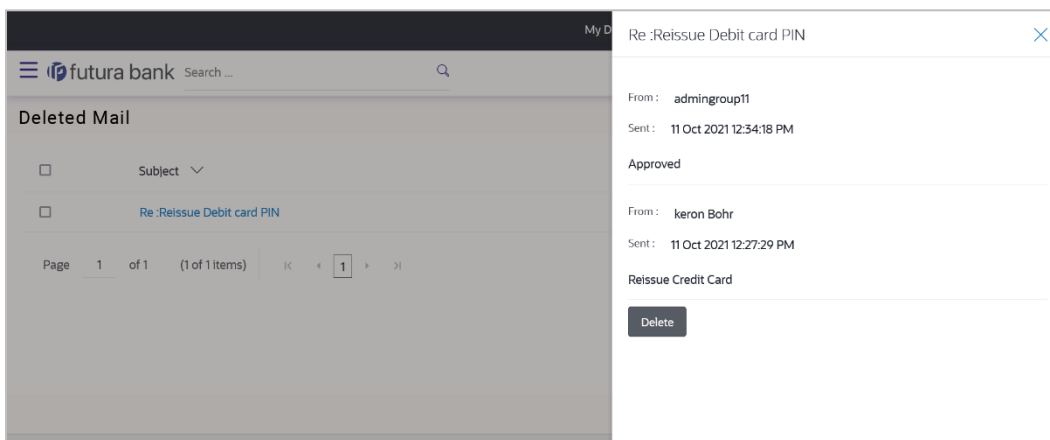 My D
futura bank Search ...
Deleted Mail
Subject
Re :Reissue Debit card PIN
Page 1 of 1 (1 of 1 items) 1
Re :Reissue Debit card PIN
From : admingroup11
Sent : 11 Oct 2021 12:34:18 PM
Approved
From : keron Bohr
Sent : 11 Oct 2021 12:27:29 PM
Reissue Credit Card
Delete